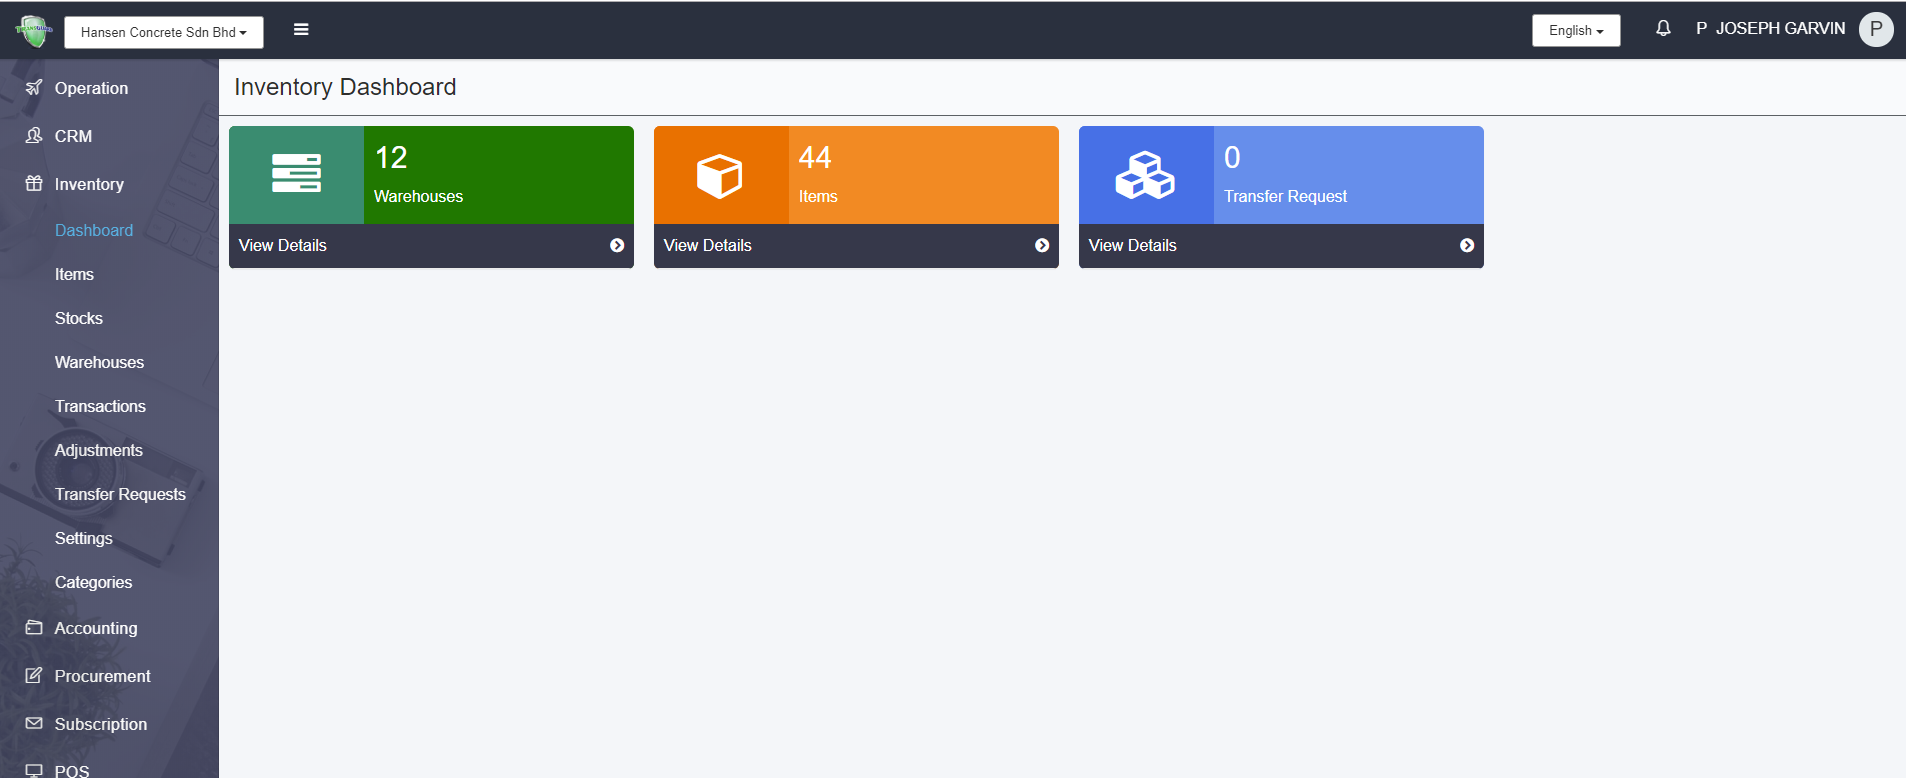 Hansen Concrete Sdn Bhd
English
P JOSEPH GARVIN
P
Operation
CRM
Inventory
Dashboard
Items
Stocks
Warehouses
Transactions
Adjustments
Transfer Requests
Settings
Categories
Accounting
Procurement
Subscription
POS
Inventory Dashboard
12
Warehouses
View Details
44
Items
View Details
0
Transfer Request
View Details